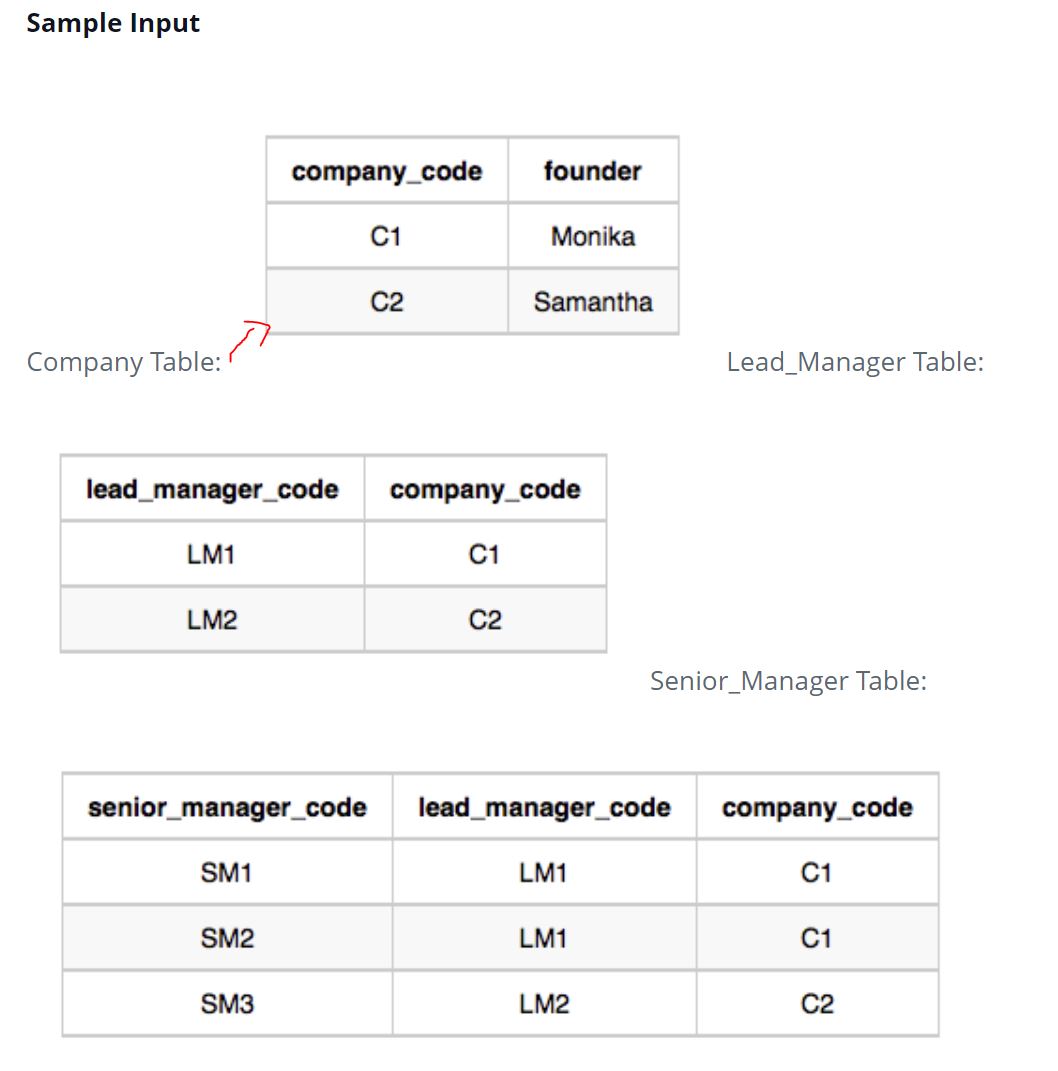 Sample Input
company_code founder
C1 Monika
C2 Samantha
Company Table: Lead_Manager Table:
lead_manager_code company_code
LM1 C1
LM2 C2
Senior_Manager Table:
senior_manager_code lead_manager_code company_code
SM1 LM1 C1
SM2 LM1 C1
SM3 LM2 C2